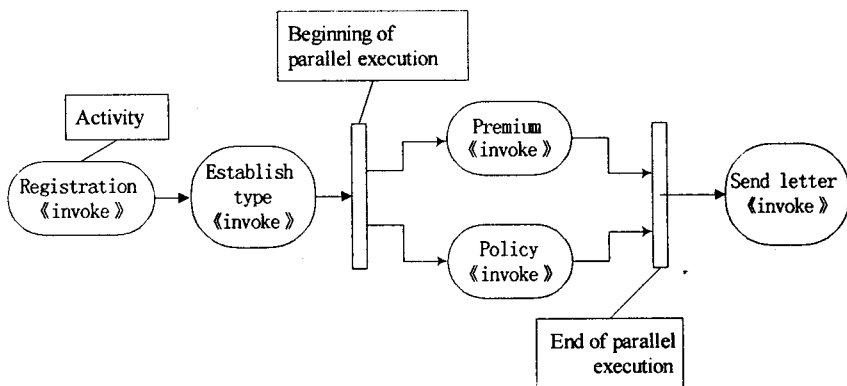 Beginning of
parallel execution
Activity
Registration
《invoke》
Establish
type
《invoke》
Premium
《invoke》
Policy
《invoke》
Send letter
《invoke》
End of parallel
execution